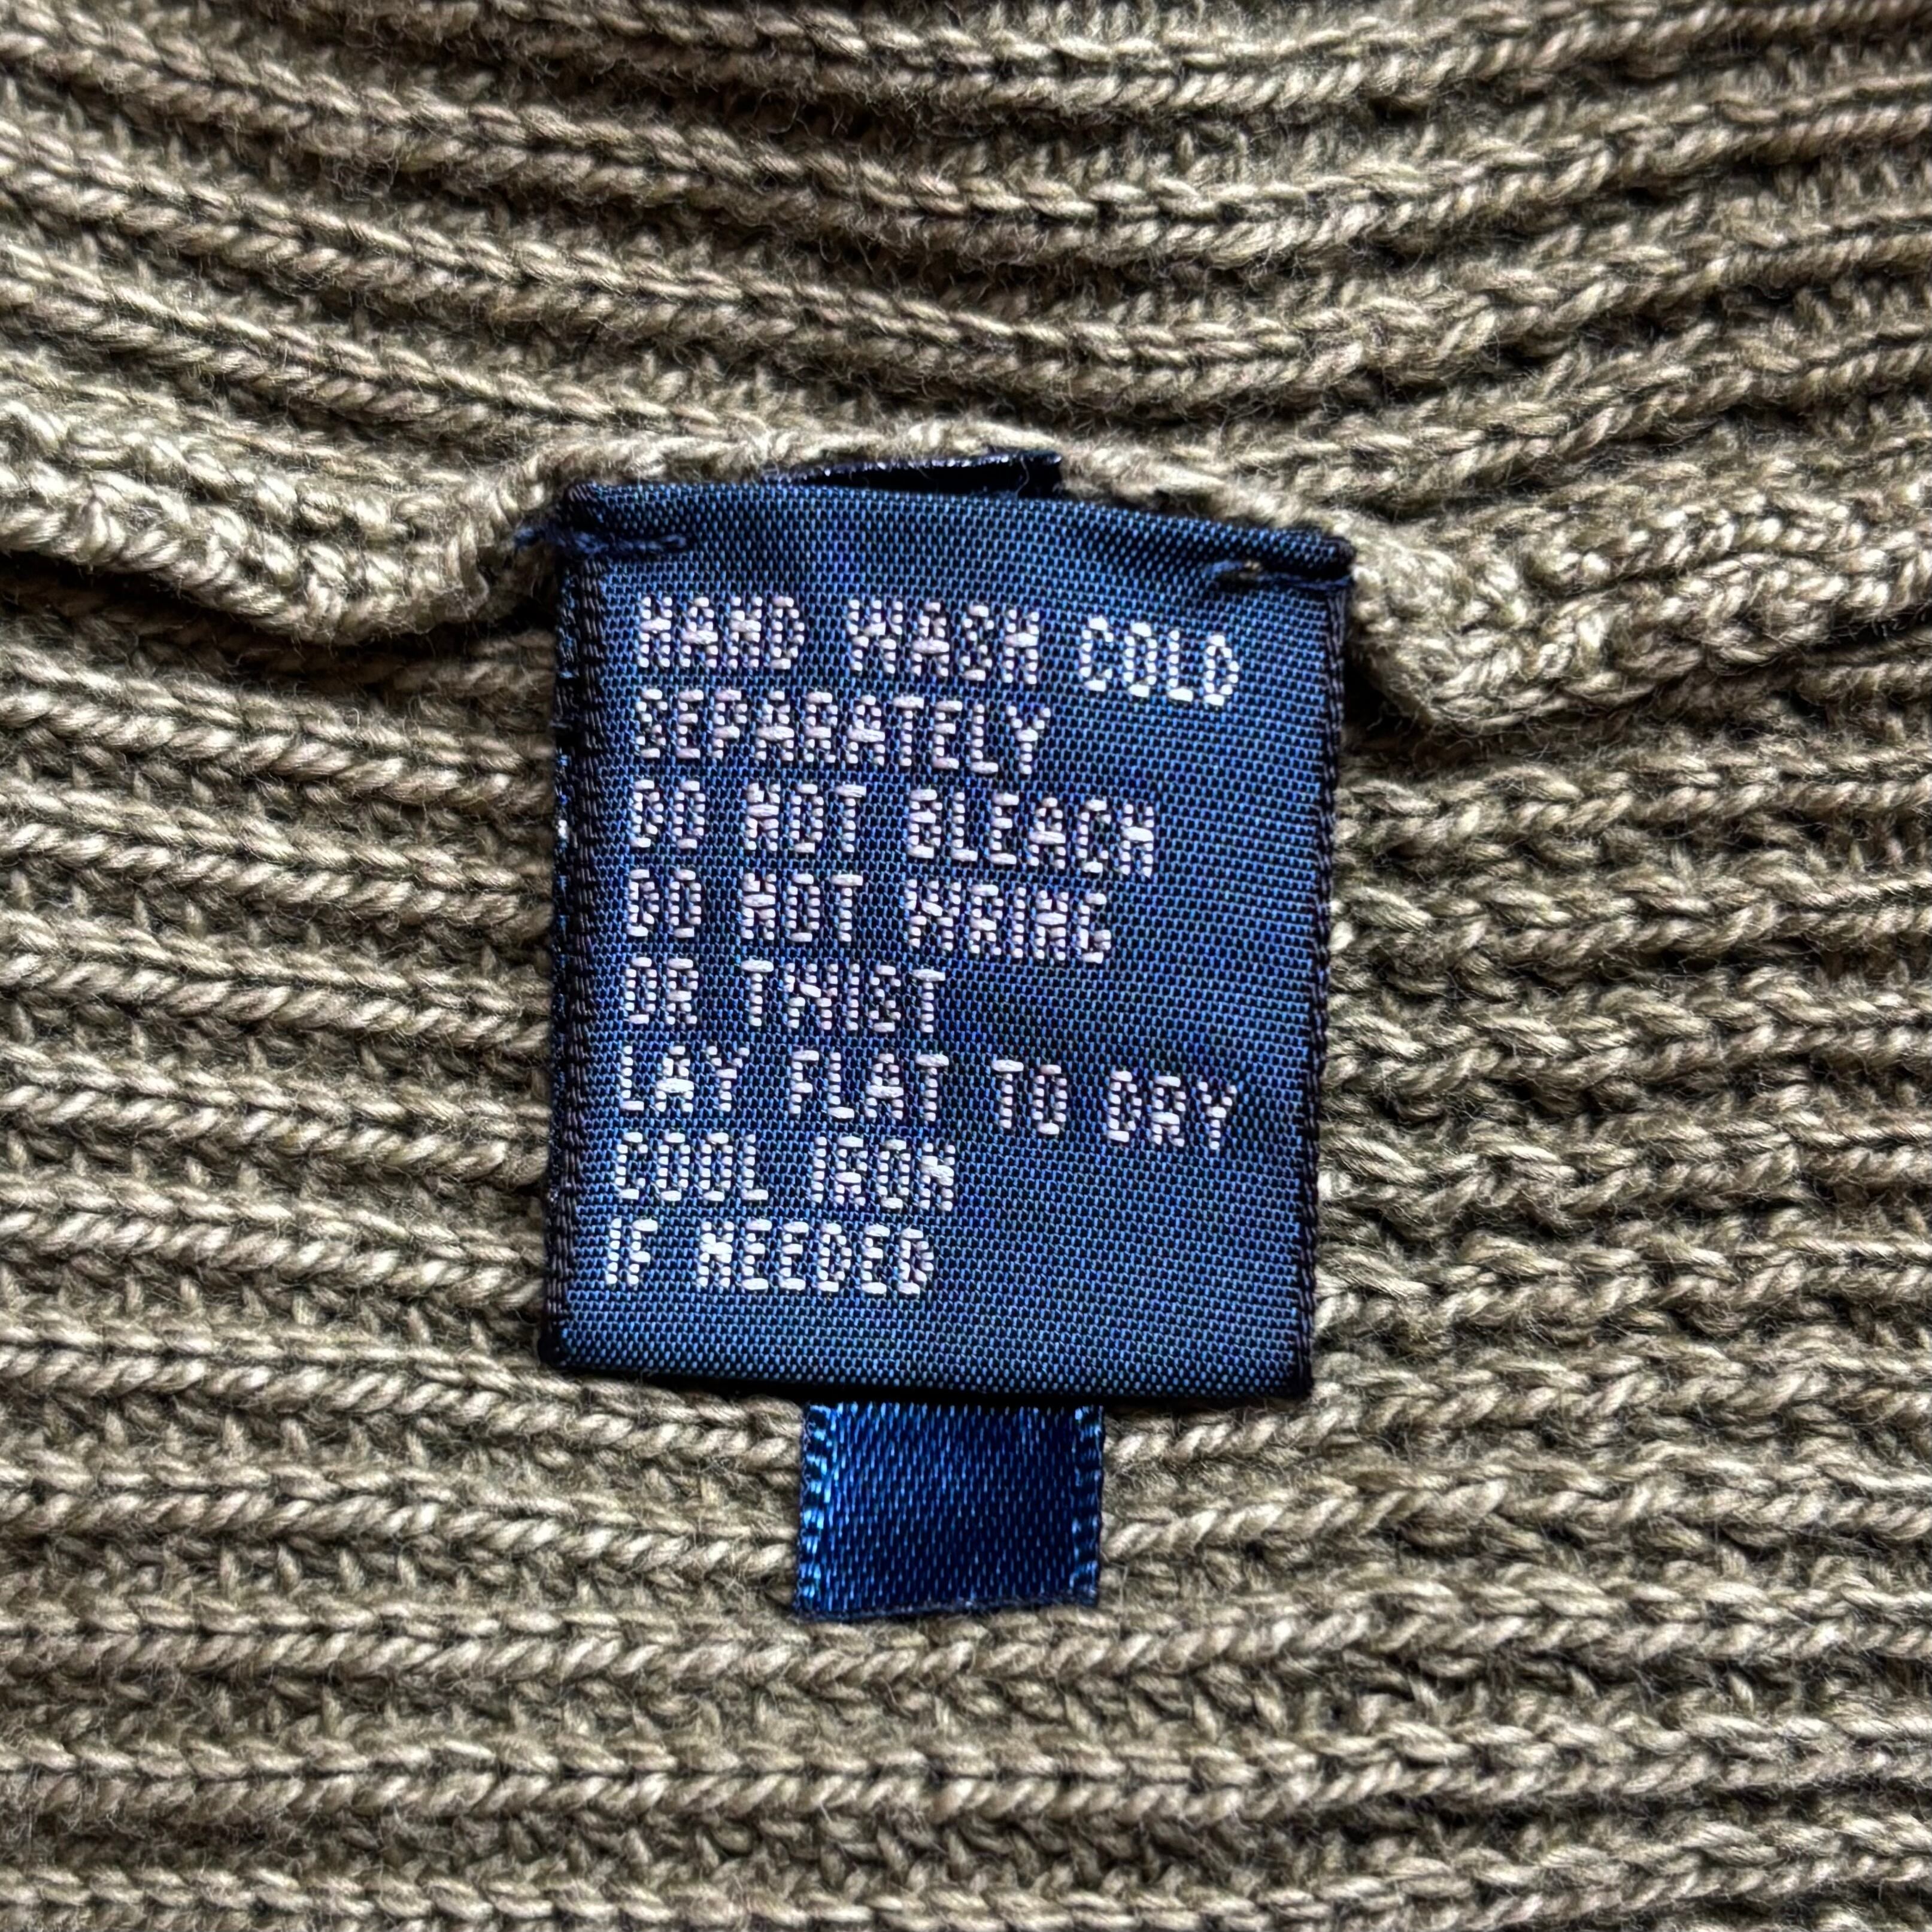 HAND WASH COLD
SEPARATELY
DO NOT BLEACH
DO NOT WRING
OR TWIST
LAY FLAT TO DRY
COOL IRON
IF NEEDED